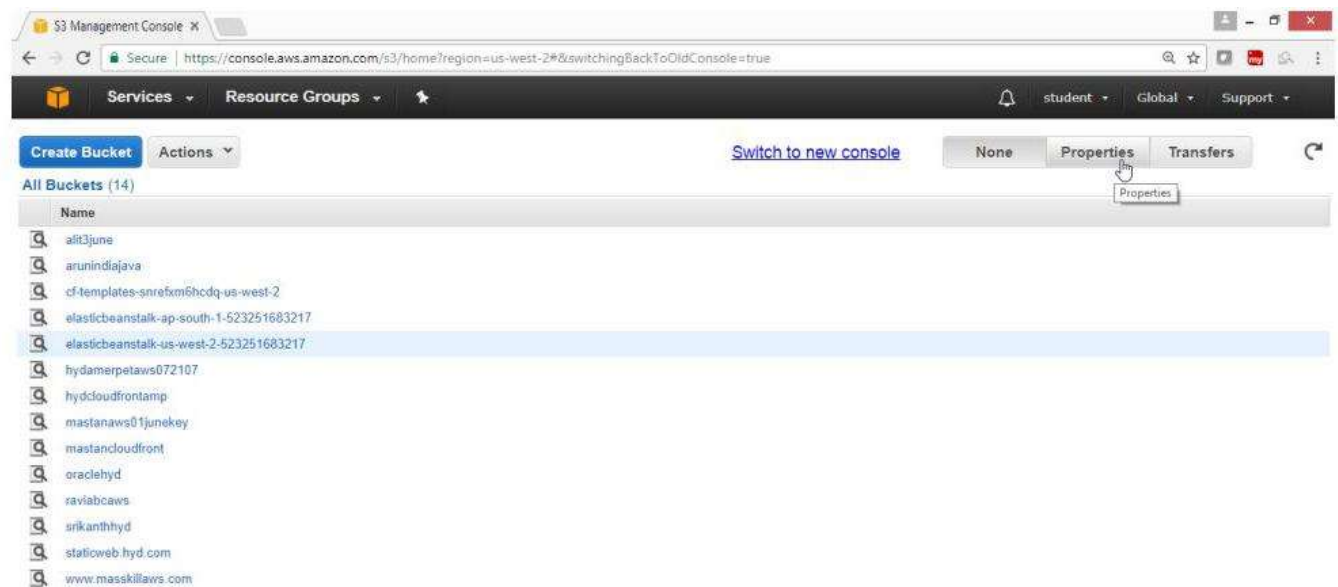 S3 Management Console
Secure | https://console.aws.amazon.com/s3/home?region=us-west-2#&switchingBackToOldConsole=true
my
Services Resource Groups student Global Support
Create Bucket Actions Switch to new console None Properties Transfers
Properties
All Buckets (14)
Name
alit3june
arunindiajava
cf-templates-snrefxm6hcdq-us-west-2
elasticbeanstalk-ap-south-1-523251683217
elasticbeanstalk-us-west-2-523251683217
hydamerpetaws072107
hydcloudfrontamp
mastanaws01junekey
mastancloudfront
oraclehyd
raviabcaws
srikanthhyd
staticweb.hyd.com
www.masskillaws.com